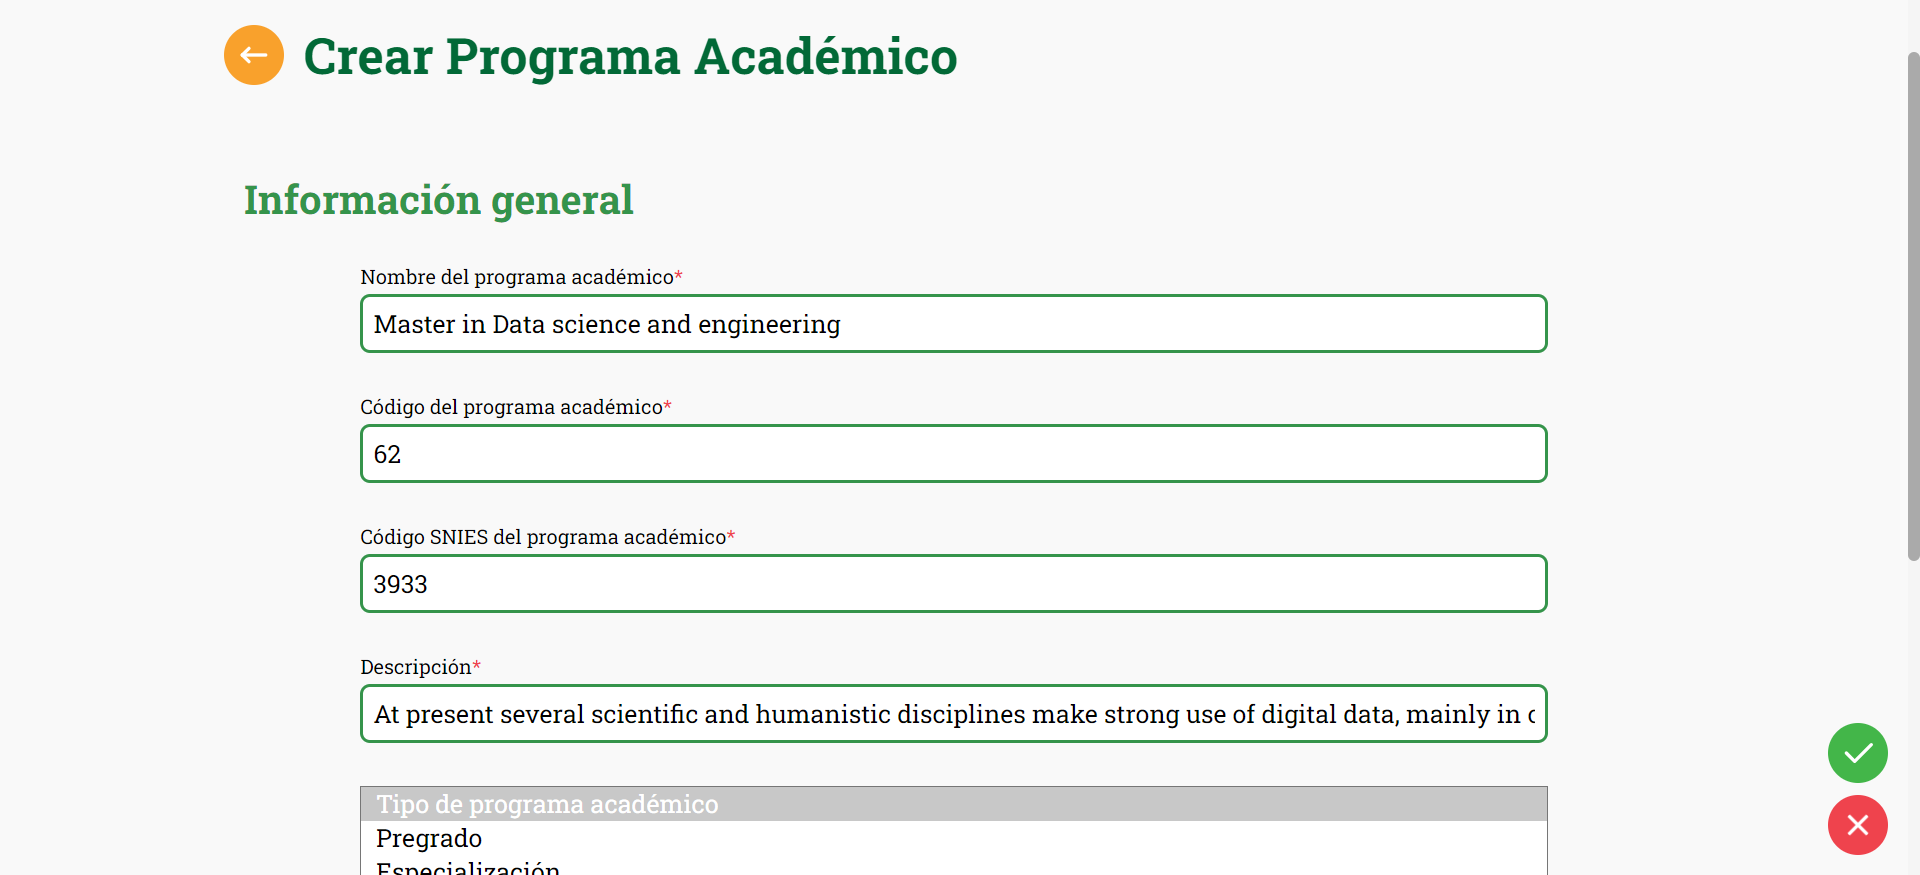 Crear Programa Académico
Información general
Nombre del programa académico*
Master in Data science and engineering
Código del programa académico*
62
Código SNIES del programa académico*
3933
Descripción*
At present several scientific and humanistic disciplines make strong use of digital data, mainly in
Tipo de programa académico
Pregrado
Especialización